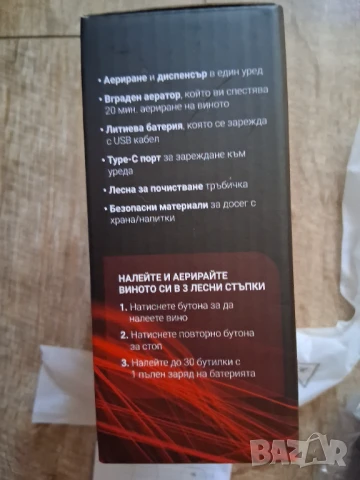 • Аериране и диспенсър в един уред
• Вграден аератор, който ви спестява
20 мин. аериране на виното
• Литиева батерия, която се зарежда
с USB кабел
• Type-C порт за зареждане към
уреда
• Лесна за почистване тръбичка
• Безопасни материали за досег с
храна/напитки
НАЛЕЙТЕ И АЕРИРАЙТЕ
ВИНОТО СИ В 3 ЛЕСНИ СТЪПКИ
1. Натиснете бутона за да
налеете вино
2. Натиснете повторно бутона
за стоп
3. Налейте до 30 бутилки с
1 пълен заряд на батерията
BAZAR